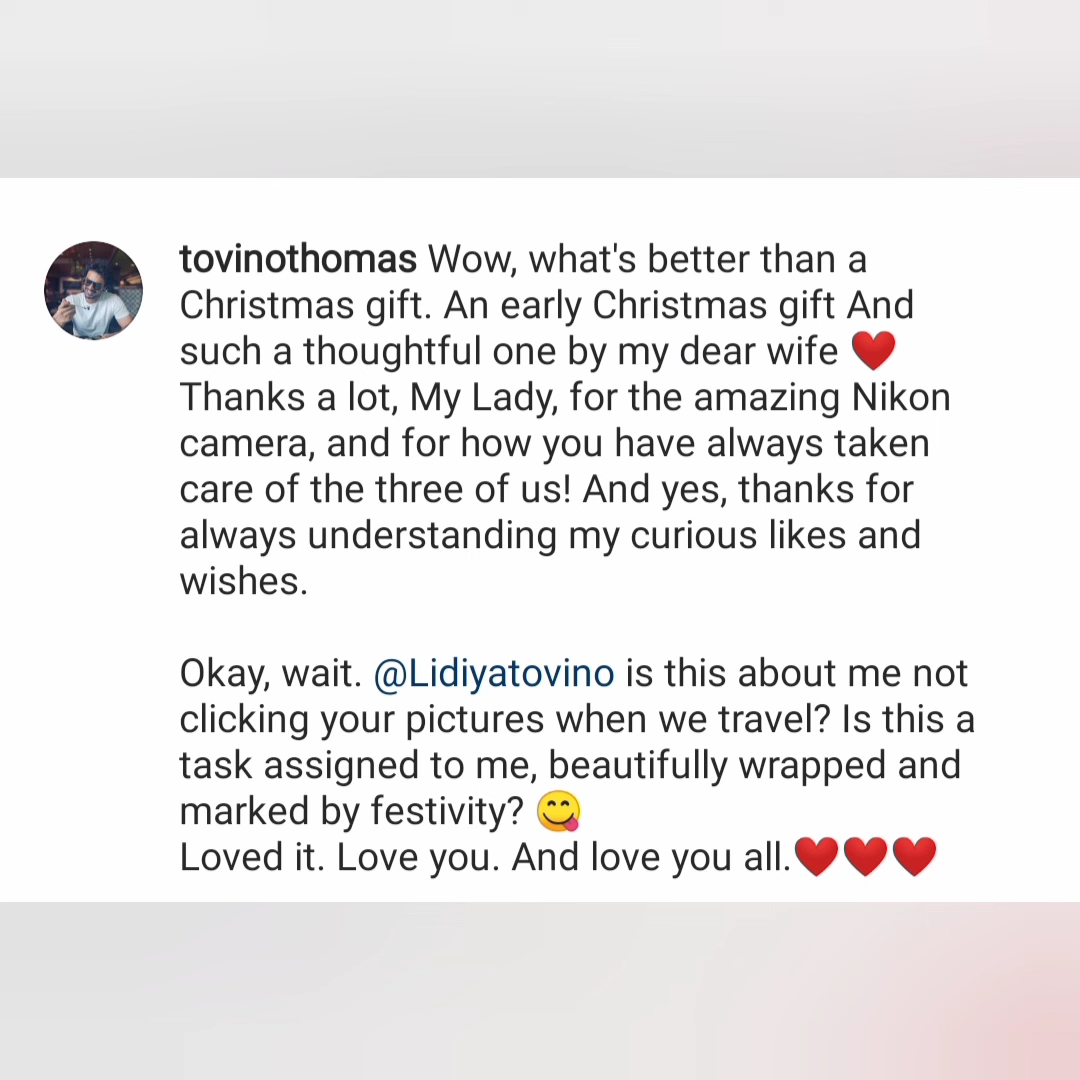 tovinothomas Wow, what's better than a
Christmas gift. An early Christmas gift And
such a thoughtful one by my dear wife ❤️
Thanks a lot, My Lady, for the amazing Nikon
camera, and for how you have always taken
care of the three of us! And yes, thanks for
always understanding my curious likes and
wishes.
Okay, wait. @Lidiyatovino is this about me not
clicking your pictures when we travel? Is this a
task assigned to me, beautifully wrapped and
marked by festivity? 😋
Loved it. Love you. And love you all.❤️❤️❤️